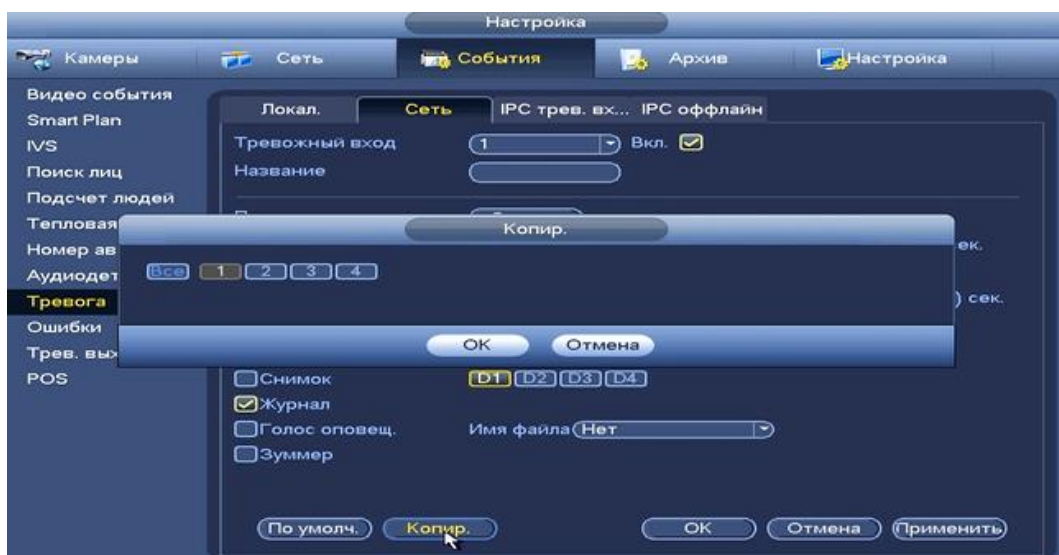 Настройка
Камеры Сеть События Архив Настройка
Видео события
Smart Plan
IVS
Поиск лиц
Подсчет людей
Тепловая
Номер ав
Аудиодет
Тревога
Ошибки
Трев. вых
POS
Локал. Сеть IPC трев. вх... IPC оффлайн
Тревожный вход 1 Вкл.
Название
ек.
Копир.
Все 1 2 3 4
) сек.
OK Отмена
Снимок D1 D2 D3 D4
Журнал
Голос оповещ. Имя файла Нет
Зуммер
По умолч. Копир. OK Отмена Применить